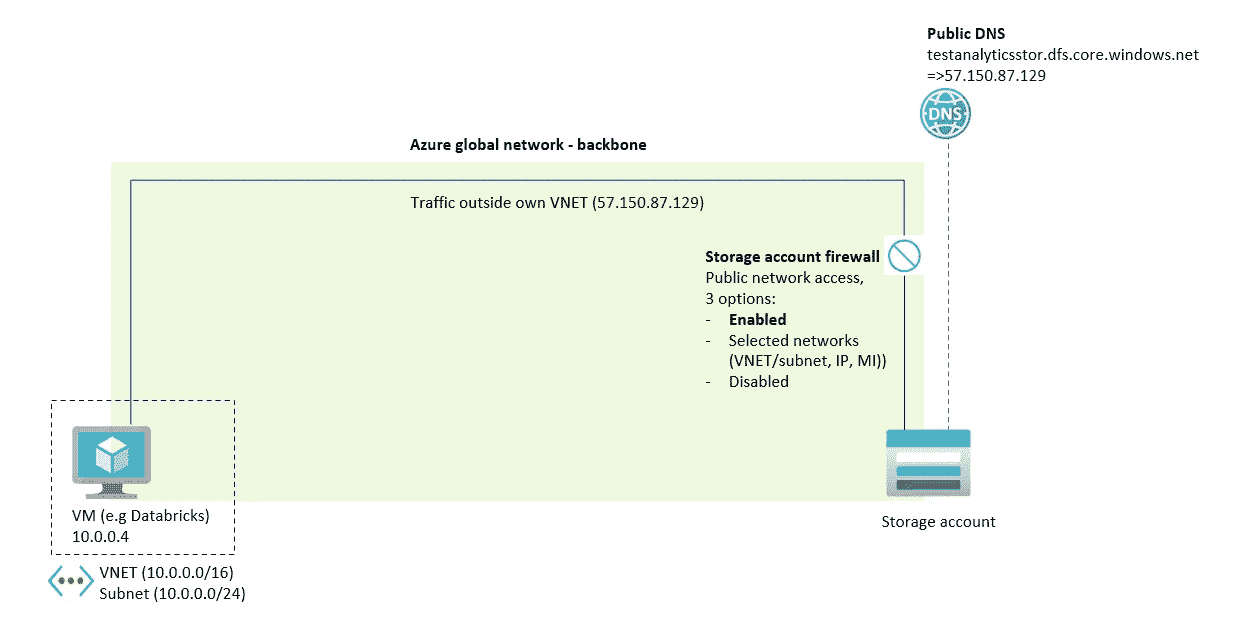 Public DNS
testanalyticsstor.dfs.core.windows.net
=>57.150.87.129
DNS
Azure global network - backbone
Traffic outside own VNET (57.150.87.129)
Storage account firewall
Public network access,
3 options:
- Enabled
- Selected networks
(VNET/subnet, IP, MI))
- Disabled
VM (e.g Databricks)
10.0.0.4
Storage account
VNET (10.0.0.0/16)
Subnet (10.0.0.0/24)